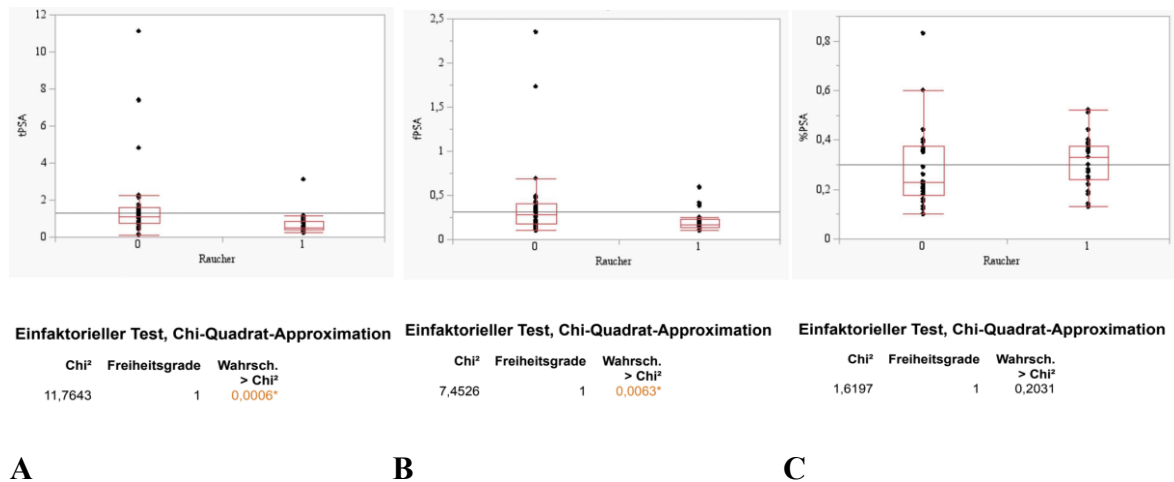 12
10
8
6
4
2
0
tPSA
0 1
Raucher
2,5
2
1,5
1
0,5
0
fPSA
0 1
Raucher
0,8
0,6
0,4
0,2
0
%PSA
0 1
Raucher
Einfaktorieller Test, Chi-Quadrat-Approximation
Chi² Freiheitsgrade Wahrsch.
> Chi²
11,7643 1 0,0006*
Einfaktorieller Test, Chi-Quadrat-Approximation
Chi² Freiheitsgrade Wahrsch.
> Chi²
7,4526 1 0,0063*
Einfaktorieller Test, Chi-Quadrat-Approximation
Chi² Freiheitsgrade Wahrsch.
> Chi²
1,6197 1 0,2031
A B C